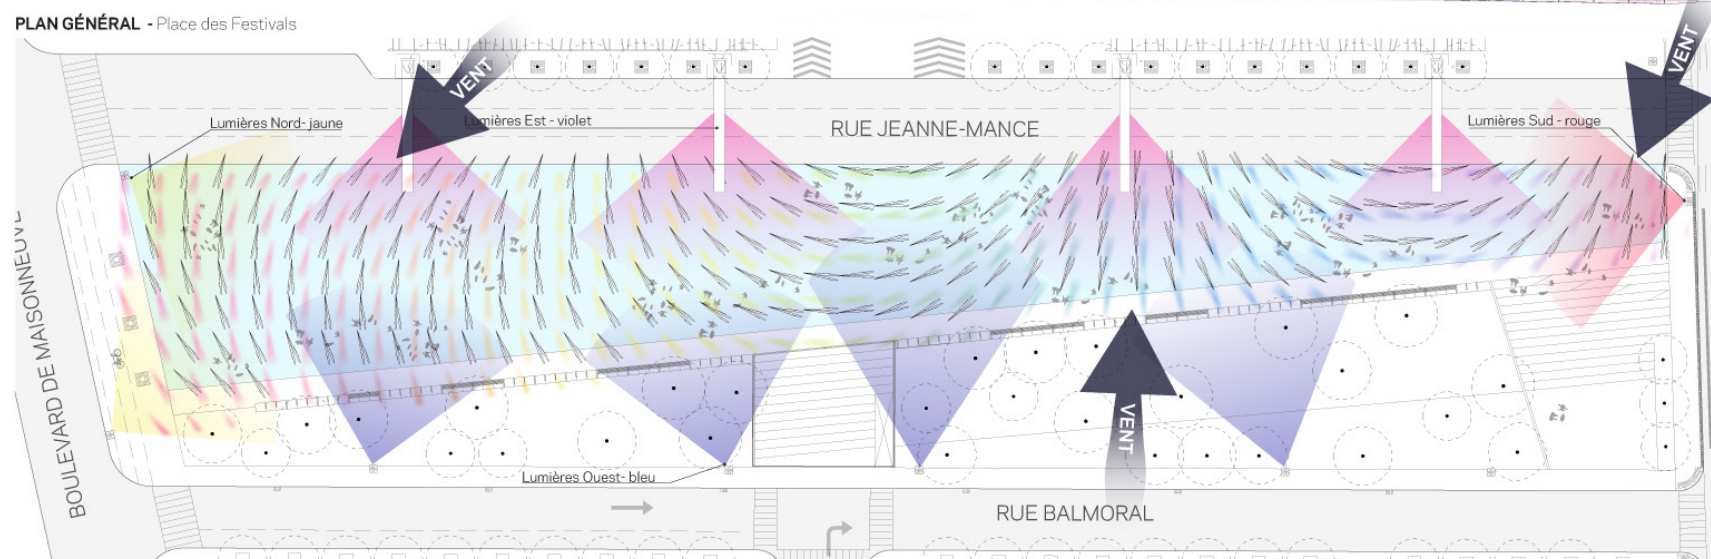 PLAN GÉNÉRAL - Place des Festivals
VENT
VENT
Lumières Nord- jaune
Lumières Est - violet
RUE JEANNE-MANCE
Lumières Sud - rouge
BOULEVARD DE MAISONNEUVE
VENT
Lumières Ouest- bleu
RUE BALMORAL